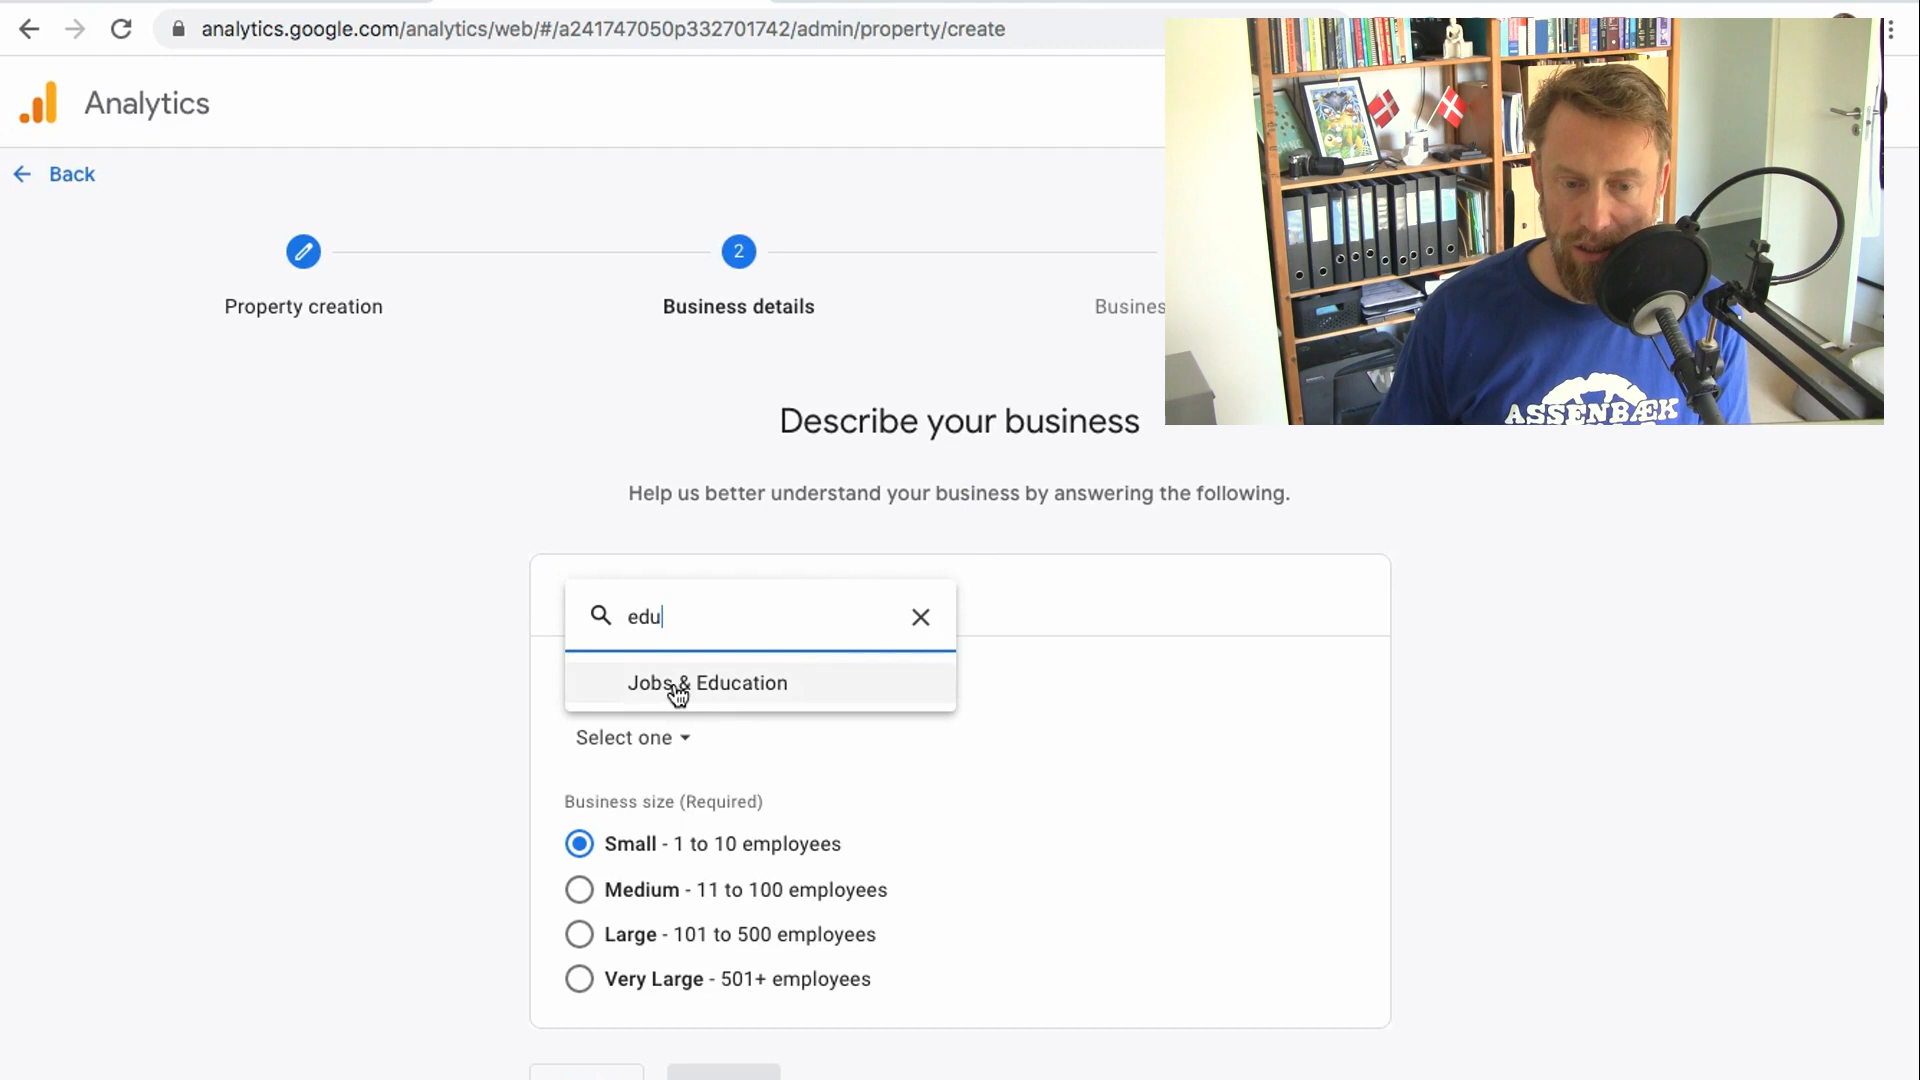 analytics.google.com/analytics/web/#/a241747050p332701742/admin/property/create
Analytics
Back
2
Property creation
Business details
Busines
Describe your business
Help us better understand your business by answering the following.
edu
Jobs & Education
Select one
Business size (Required)
Small - 1 to 10 employees
Medium - 11 to 100 employees
Large - 101 to 500 employees
Very Large - 501+ employees
ASSENBÆK